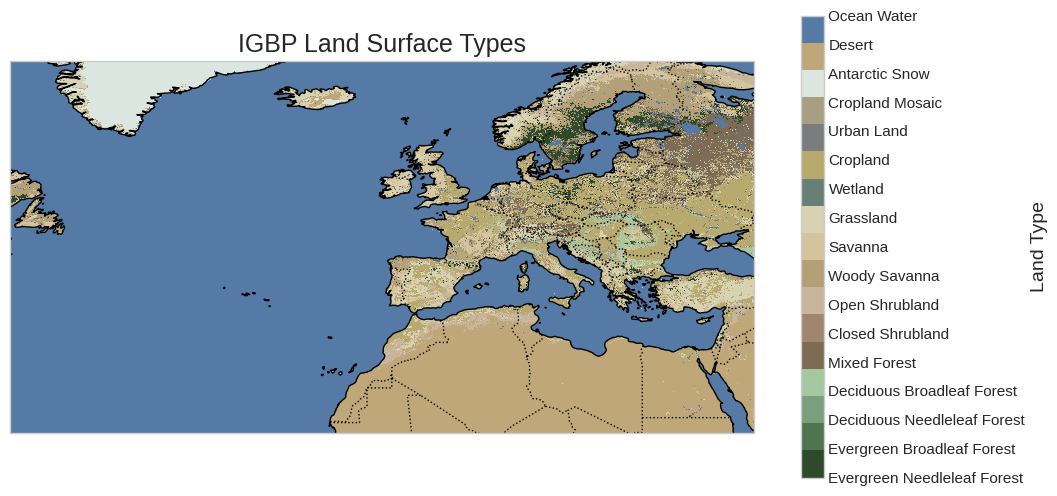 IGBP Land Surface Types
Ocean Water
Desert
Antarctic Snow
Cropland Mosaic
Urban Land
Cropland
Wetland
Grassland
Savanna
Woody Savanna
Open Shrubland
Closed Shrubland
Mixed Forest
Deciduous Broadleaf Forest
Deciduous Needleleaf Forest
Evergreen Broadleaf Forest
Evergreen Needleleaf Forest
Land Type